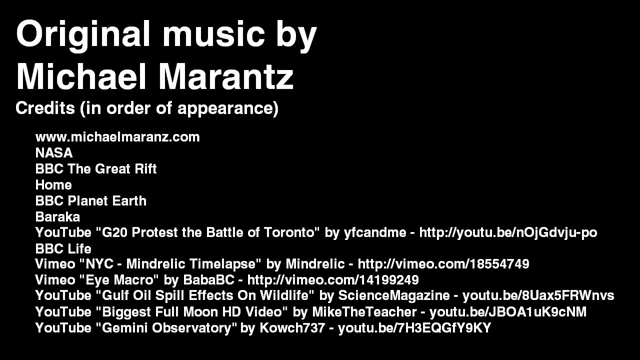 Original music by
Michael Marantz
Credits (in order of appearance)
www.michaelmaranz.com
NASA
BBC The Great Rift
Home
BBC Planet Earth
Baraka
YouTube "G20 Protest the Battle of Toronto" by yfcandme - http://youtu.be/nOjGdvju-po
BBC Life
Vimeo "NYC - Mindrelic Timelapse" by Mindrelic - http://vimeo.com/18554749
Vimeo "Eye Macro" by BabaBC - http://vimeo.com/14199249
YouTube "Gulf Oil Spill Effects On Wildlife" by ScienceMagazine - youtu.be/8Uax5FRWnvs
YouTube "Biggest Full Moon HD Video" by MikeTheTeacher - youtu.be/JBOA1uK9cNM
YouTube "Gemini Observatory" by Kowch737 - youtu.be/7H3EQGfY9KY